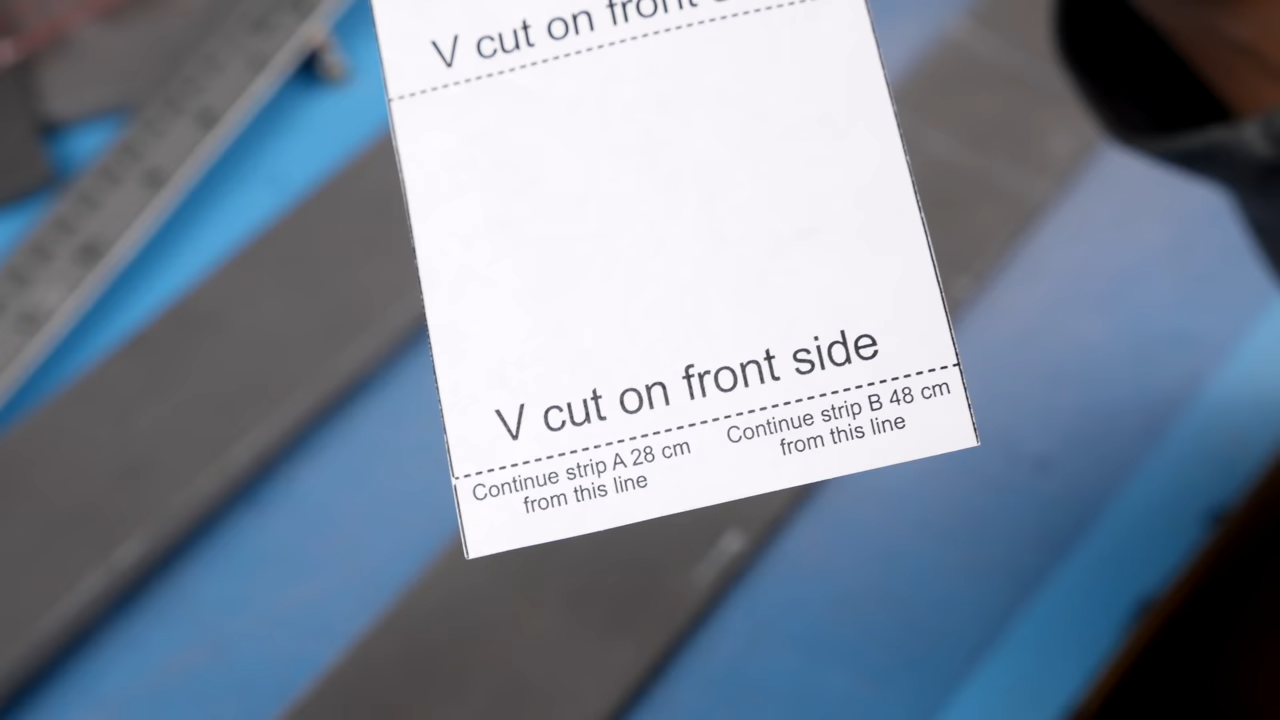 V cut on front
V cut on front side
Continue strip A 28 cm
from this line
Continue strip B 48 cm
from this line